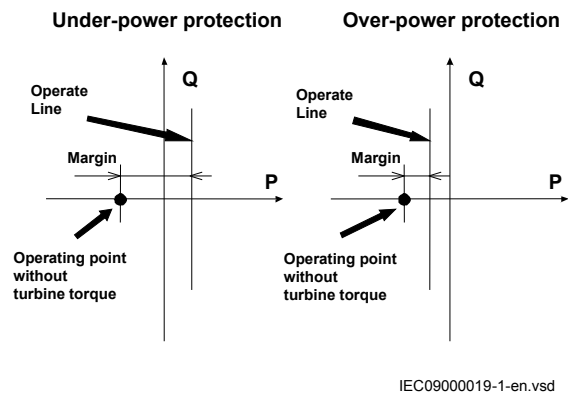 Under-power protection
Over-power protection
Q
Operate
Line
Margin
P
Operating point
without
turbine torque
Q
Operate
Line
Margin
P
Operating point
without
turbine torque
IEC09000019-1-en.vsd